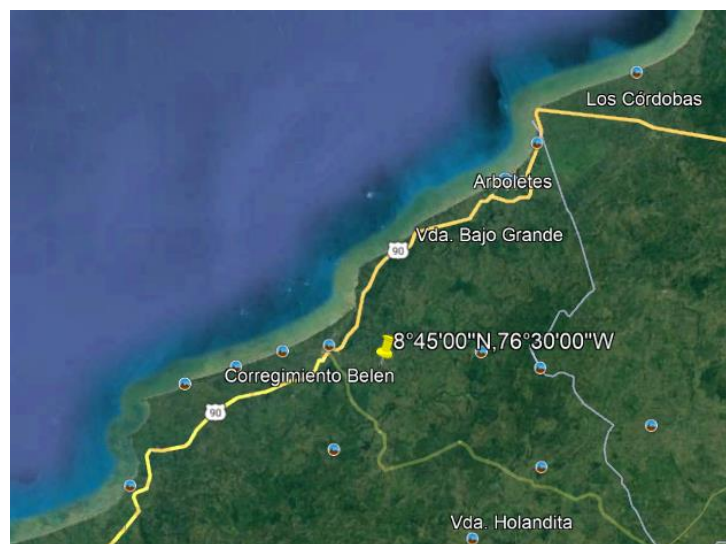 Los Córdobas
Arboletes
Vda. Bajo Grande
90
8°45'00"N,76°30'00"W
Corregimiento Belen
90
Vda. Holandita